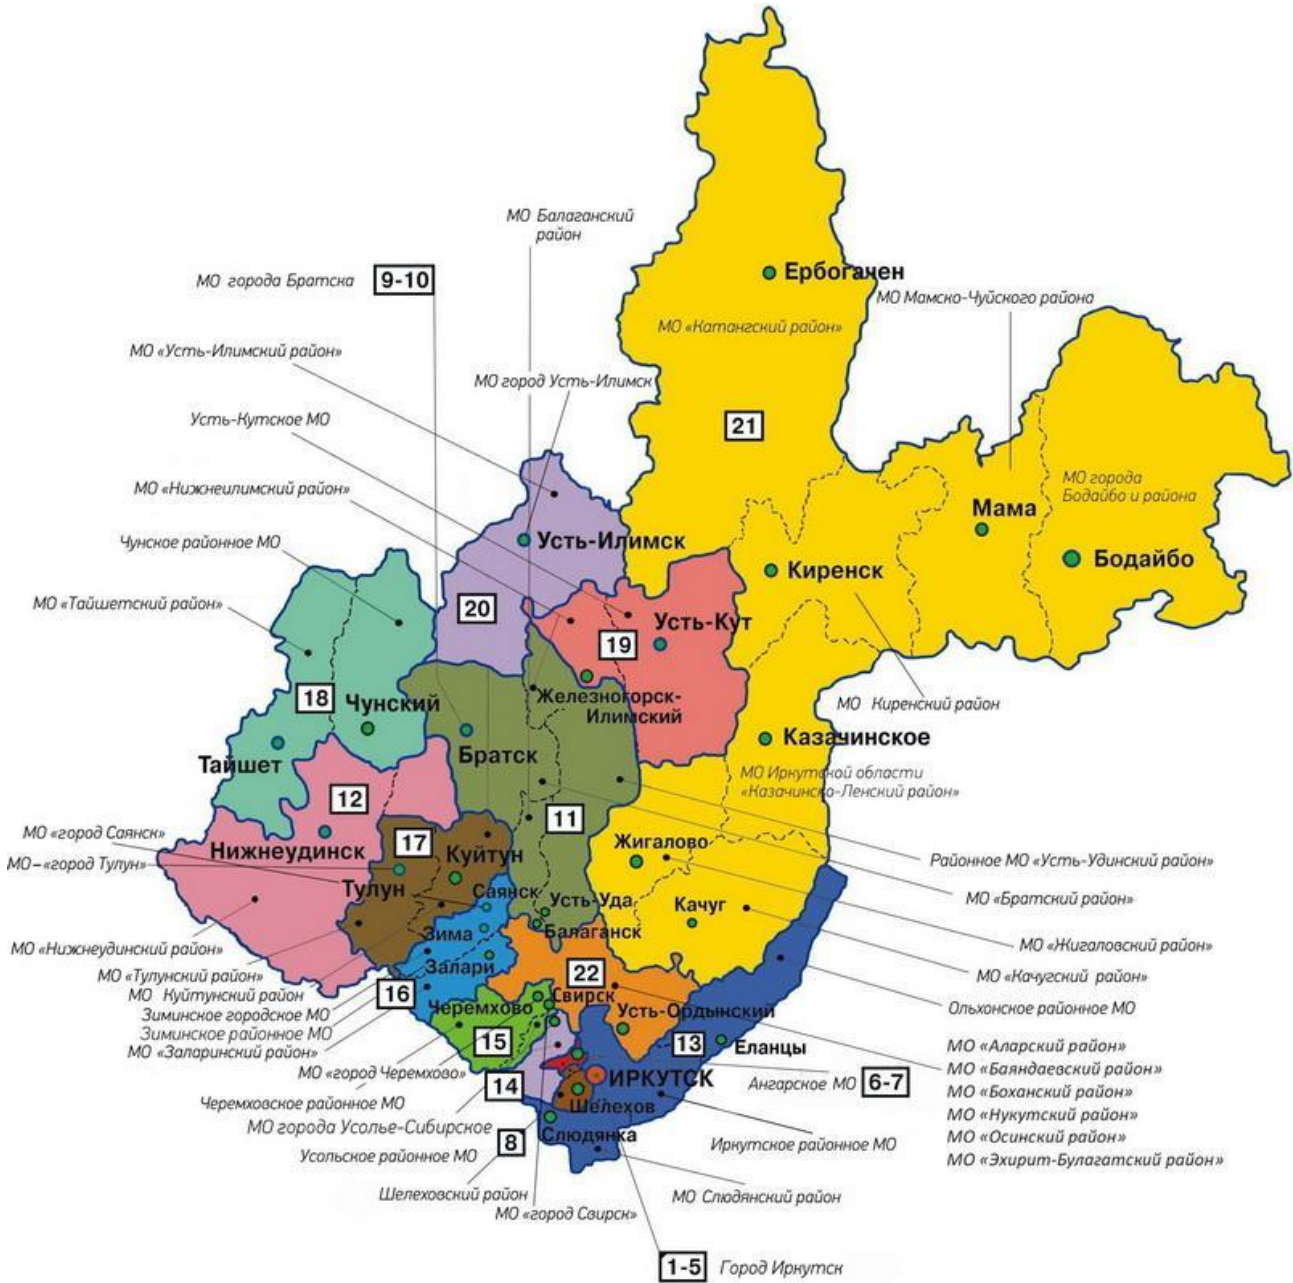 МО Балаганский
район
МО города Братска
9-10
Ербогачен
МО Мамско-Чуйского района
МО «Катангский район»
МО «Усть-Илимский район»
МО город Усть-Илимск
Усть-Кутское МО
21
МО города
Бодайбо и района
МО «Нижнеилимский район»
Мама
Чунское районное МО
Усть-Илимск
Бодайбо
Киренск
МО «Тайшетский район»
20
Усть-Кут
19
18
Чунский
Железногорск-
Илимский
МО Киренский район
Братск
Казачинское
Тайшет
МО Иркутской области
«Казачинско-Ленский район»
12
11
МО «город Саянск»
17
Жигалово
Нижнеудинск
Куйтун
МО–«город Тулун»
Районное МО «Усть-Удинский район»
Тулун
Саянск
Усть-Уда
Качуг
МО «Братский район»
Зима
Балаганск
МО «Нижнеудинский район»
МО «Жигаловский район»
Залари
22
МО «Тулунский район»
МО «Качугский район»
МО Куйтунский район
16
Свирск
Черемхово
Усть-Ордынский
Ольхонское районное МО
Зиминское городское МО
Зиминское районное МО
15
13
Еланцы
МО «Аларский район»
МО «Заларинский район»
МО «Баяндаевский район»
МО «город Черемхово»
14
ИРКУТСК
Ангарское МО
6-7
МО «Боханский район»
Черемховское районное МО
Шелехов
МО «Нукутский район»
МО города Усолье-Сибирское
8
Слюдянка
МО «Осинский район»
Усольское районное МО
Иркутское районное МО
МО «Эхирит-Булагатский район»
Шелеховский район
МО Слюдянский район
МО «город Свирск»
1-5
Город Иркутск